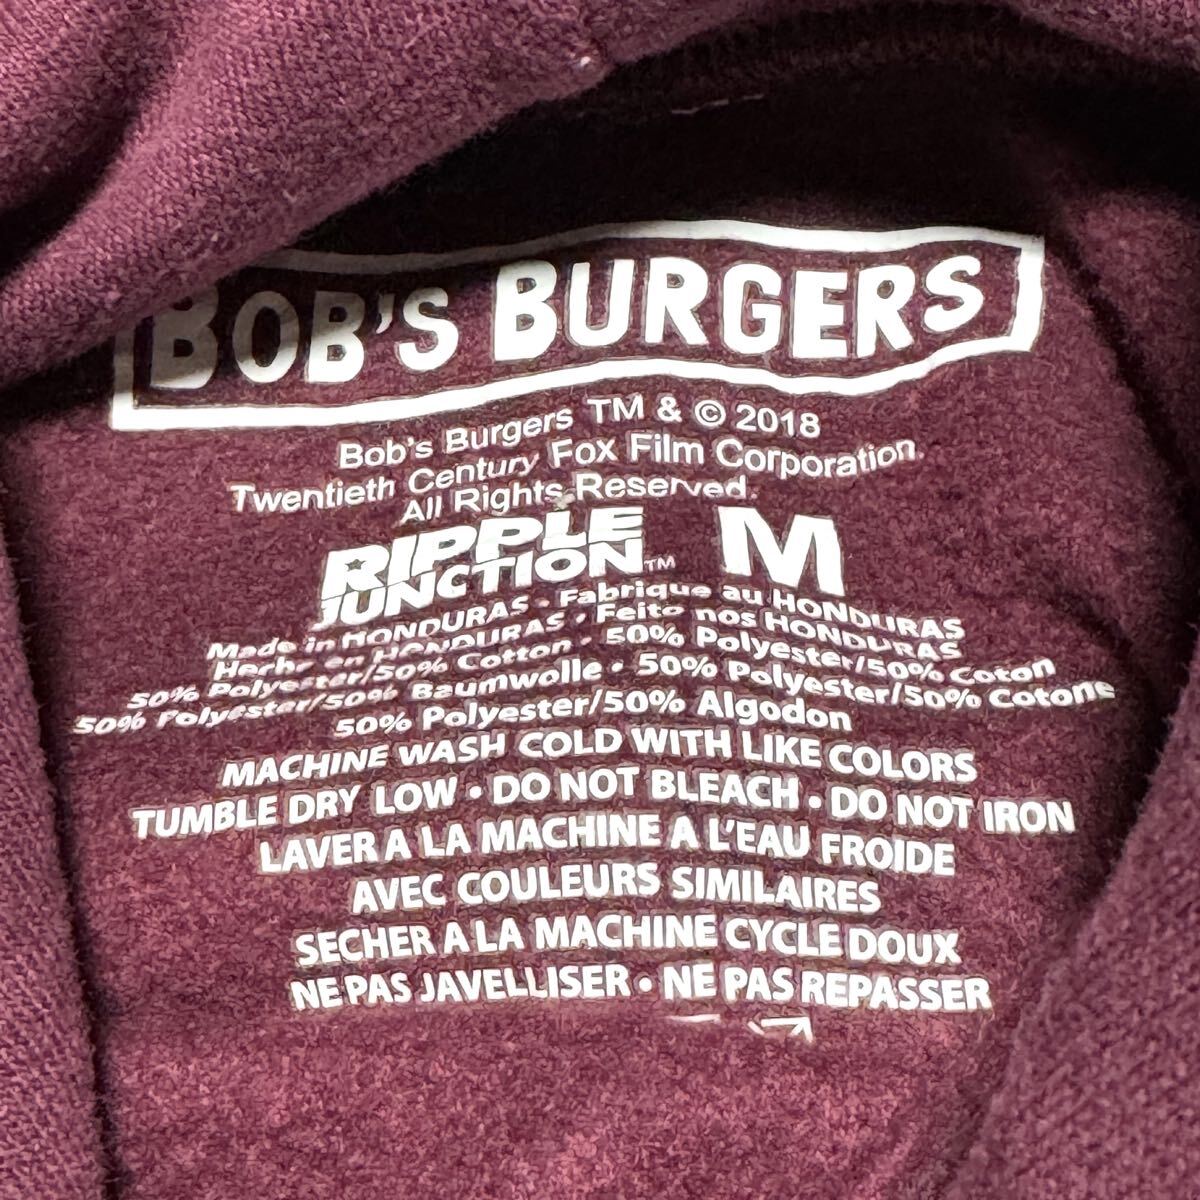 BOB'S BURGERS
Bob's Burgers TM & © 2018
Twentieth Century Fox Film Corporation.
All Rights Reserved.
RIPPLE
JUNCTION™
M
Made in HONDURAS • Fabrique au HONDURAS
Hecho en HONDURAS • Feito nos HONDURAS
50% Polyester/50% Cotton • 50% Polyester/50% Coton
50% Polyester/50% Baumwolle • 50% Polyester/50% Cotone
50% Polyester/50% Algodon
MACHINE WASH COLD WITH LIKE COLORS
TUMBLE DRY LOW • DO NOT BLEACH • DO NOT IRON
LAVER A LA MACHINE A L'EAU FROIDE
AVEC COULEURS SIMILAIRES
SECHER A LA MACHINE CYCLE DOUX
NE PAS JAVELLISER • NE PAS REPASSER